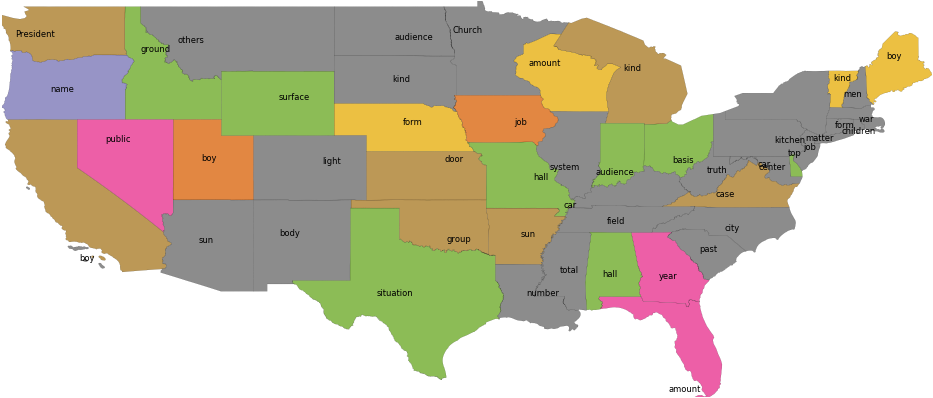 President
ground
others
audience
Church
name
surface
kind
amount
kind
boy
kind
men
public
boy
form
job
war
form
children
kitchen
matter
job
top
light
door
hall
system
audience
basis
truth
car
center
case
boy
sun
body
group
sun
car
field
city
past
situation
number
total
hall
year
amount